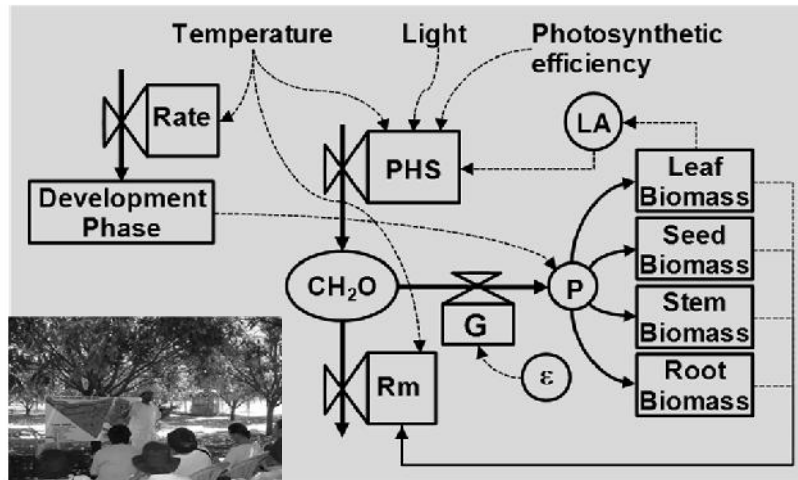 Temperature
Light
Photosynthetic
efficiency
Rate
LA
PHS
Leaf
Biomass
Development
Phase
Seed
Biomass
CH₂O
P
G
Stem
Biomass
Rm
ε
Root
Biomass